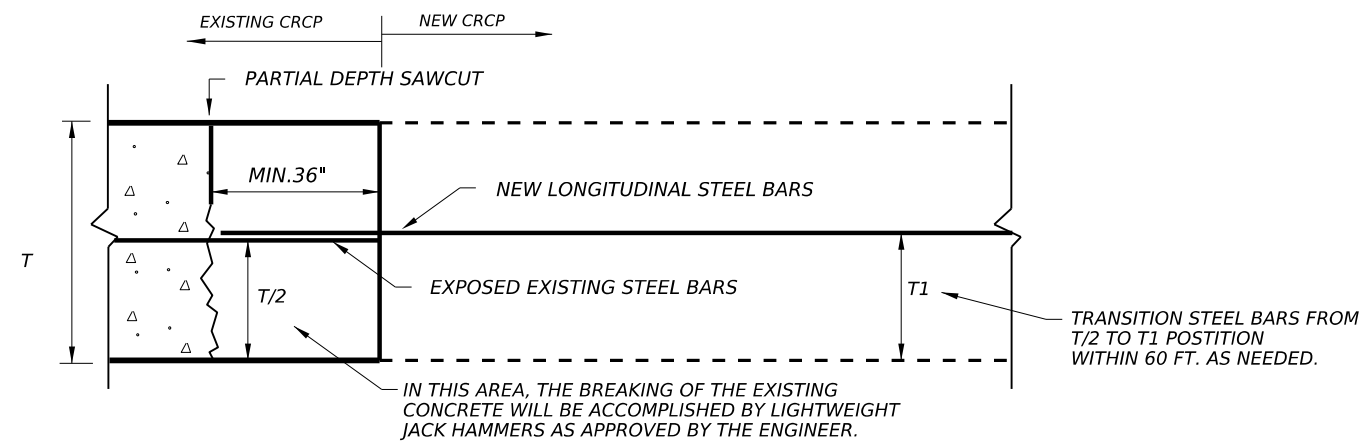 EXISTING CRCP
NEW CRCP
PARTIAL DEPTH SAWCUT
MIN.36"
NEW LONGITUDINAL STEEL BARS
T
T/2
EXPOSED EXISTING STEEL BARS
T1
TRANSITION STEEL BARS FROM
T/2 TO T1 POSTITION
WITHIN 60 FT. AS NEEDED.
IN THIS AREA, THE BREAKING OF THE EXISTING
CONCRETE WILL BE ACCOMPLISHED BY LIGHTWEIGHT
JACK HAMMERS AS APPROVED BY THE ENGINEER.